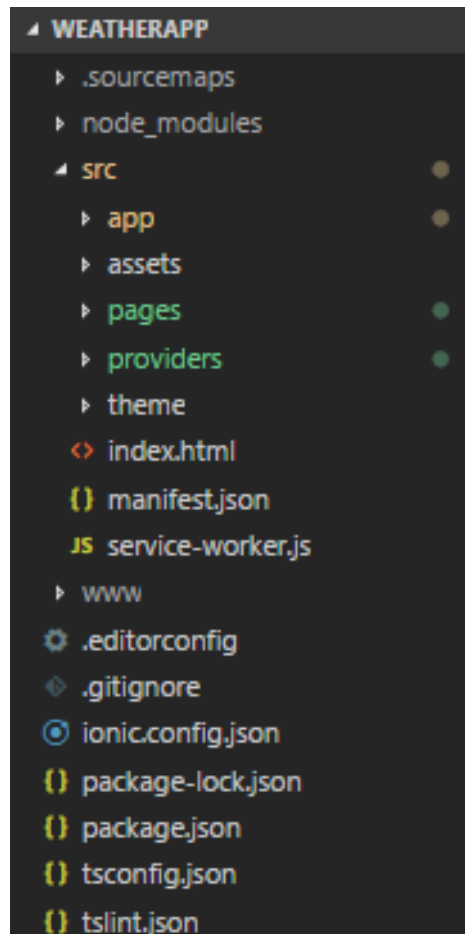 WEATHERAPP
.sourcemaps
node_modules
src
app
assets
pages
providers
theme
<> index.html
{} manifest.json
JS service-worker.js
www
.editorconfig
.gitignore
ionic.config.json
{} package-lock.json
{} package.json
{} tsconfig.json
{} tslint.json